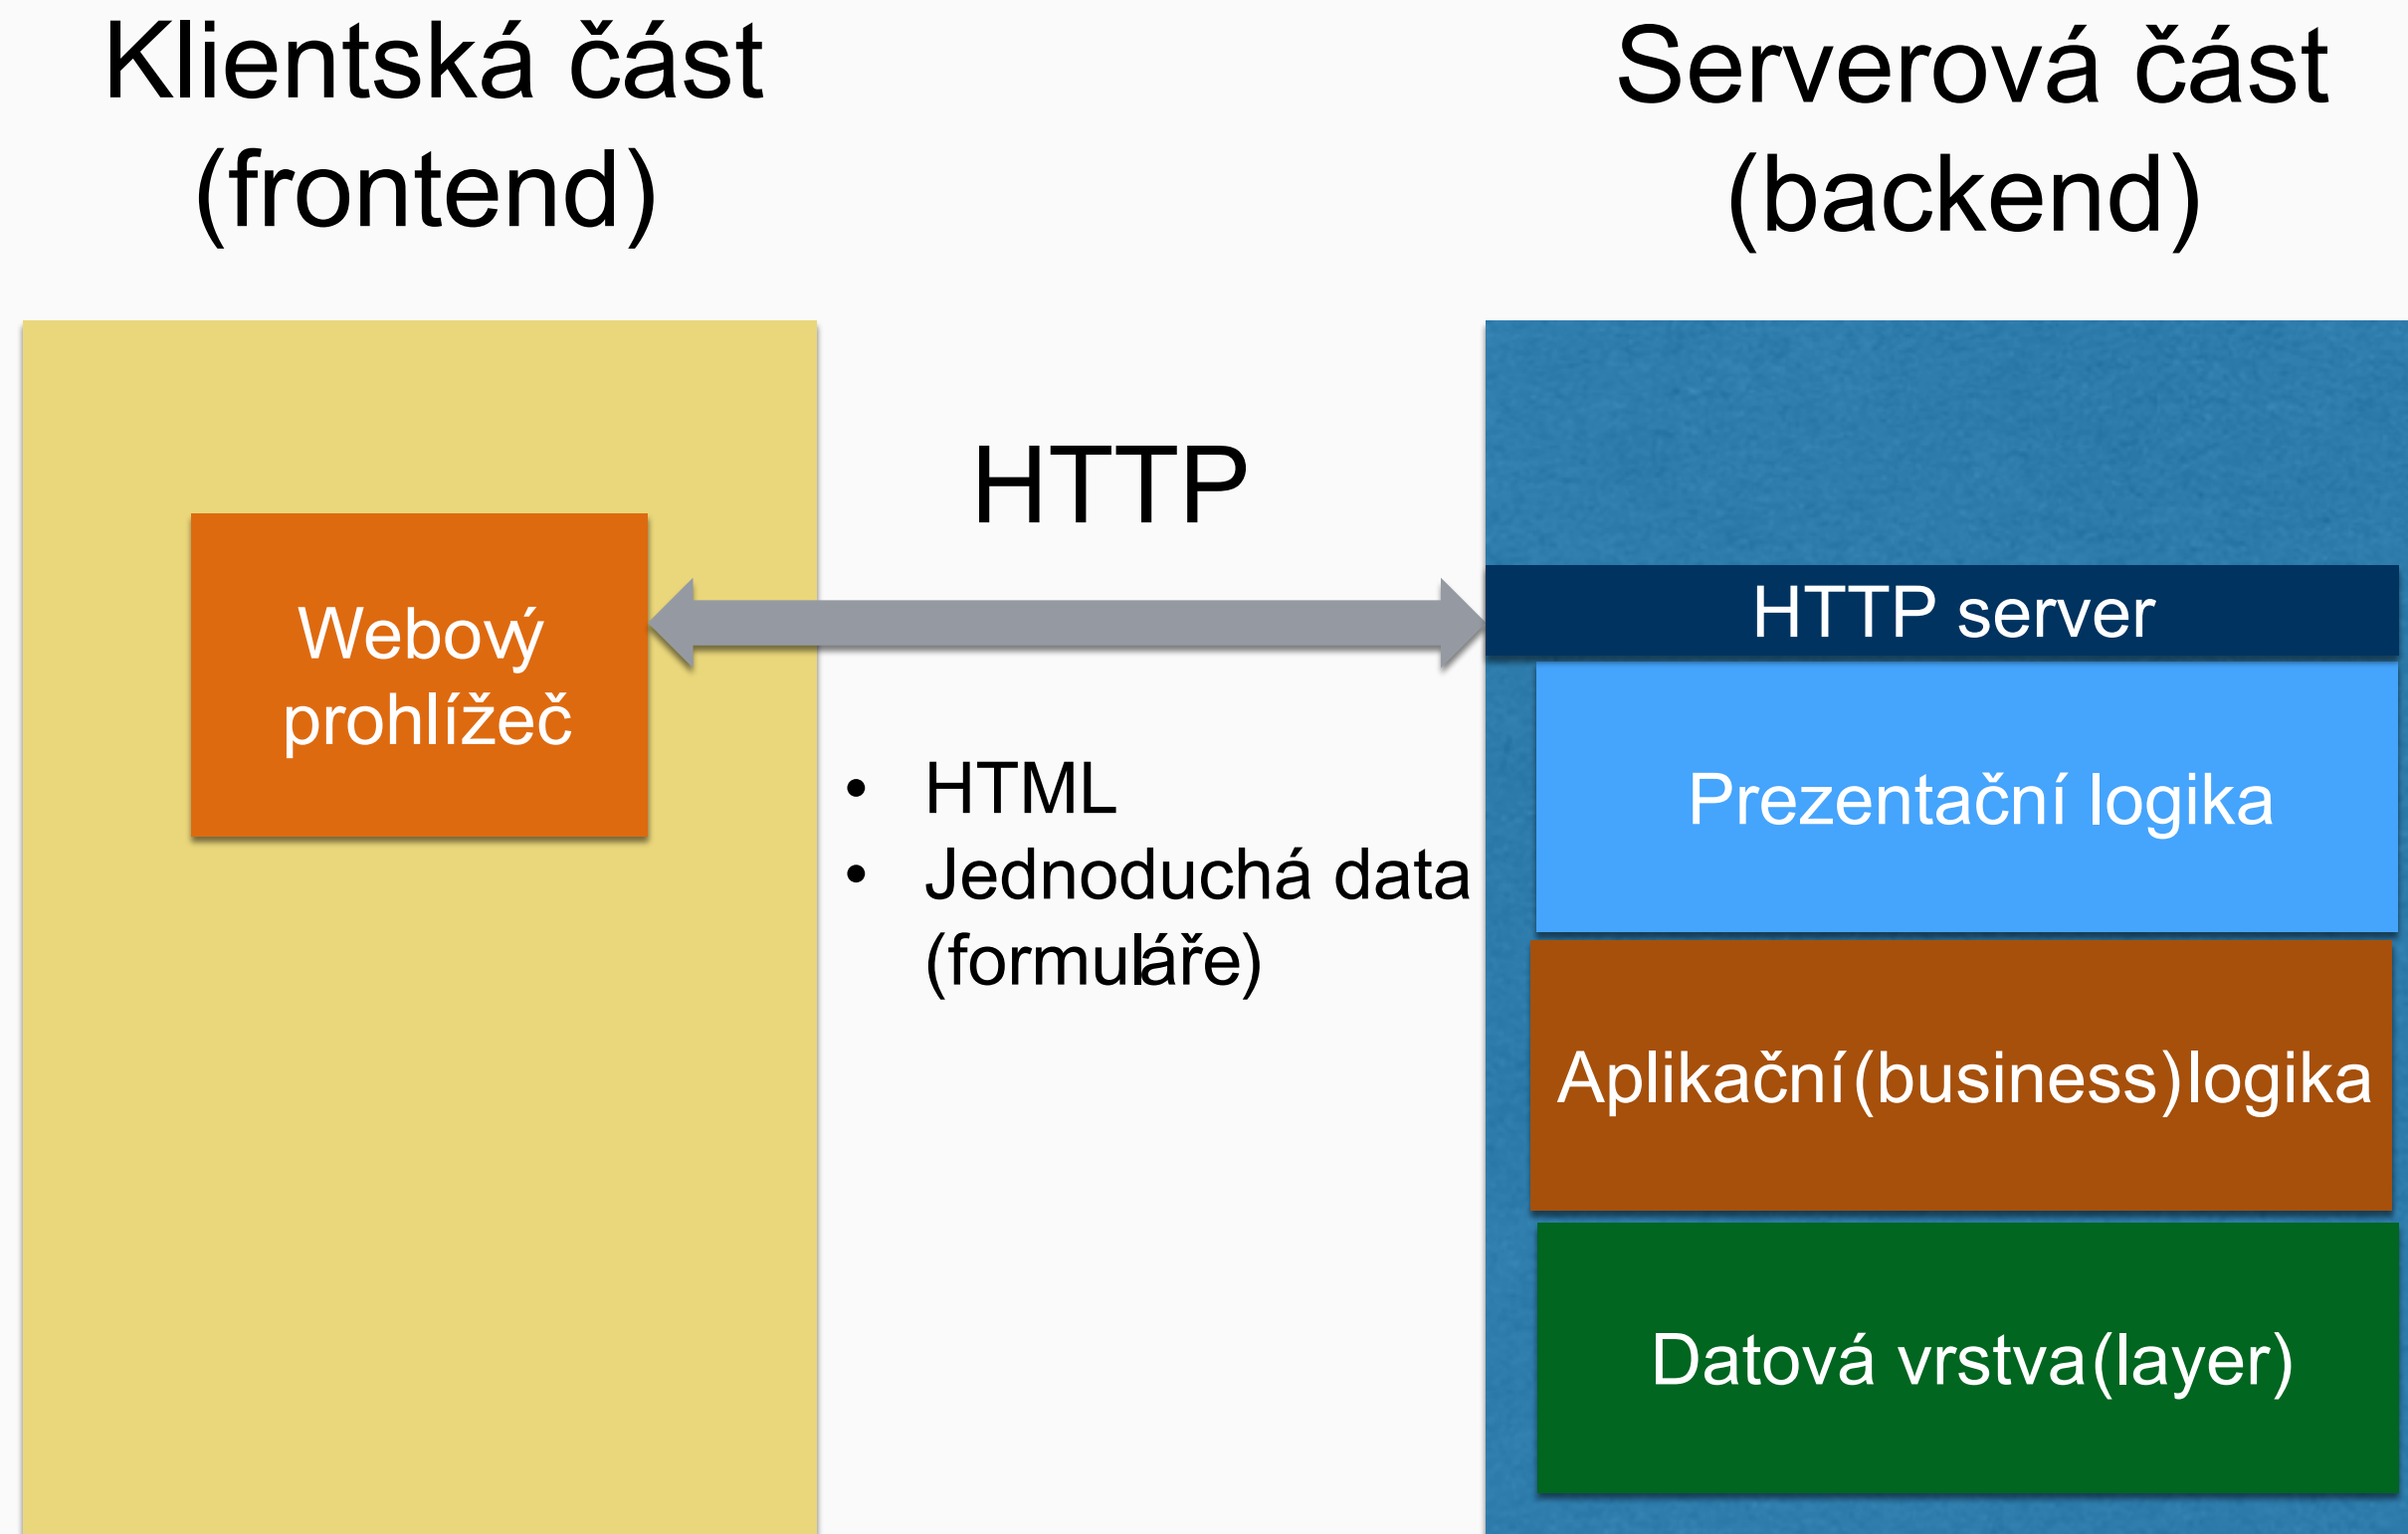 Klientská část
(frontend)
Serverová část
(backend)
HTTP
Webový
prohlížeč
• HTML
• Jednoduchá data
(formuláře)
HTTP server
Prezentační logika
Aplikační(business)logika
Datová vrstva(layer)